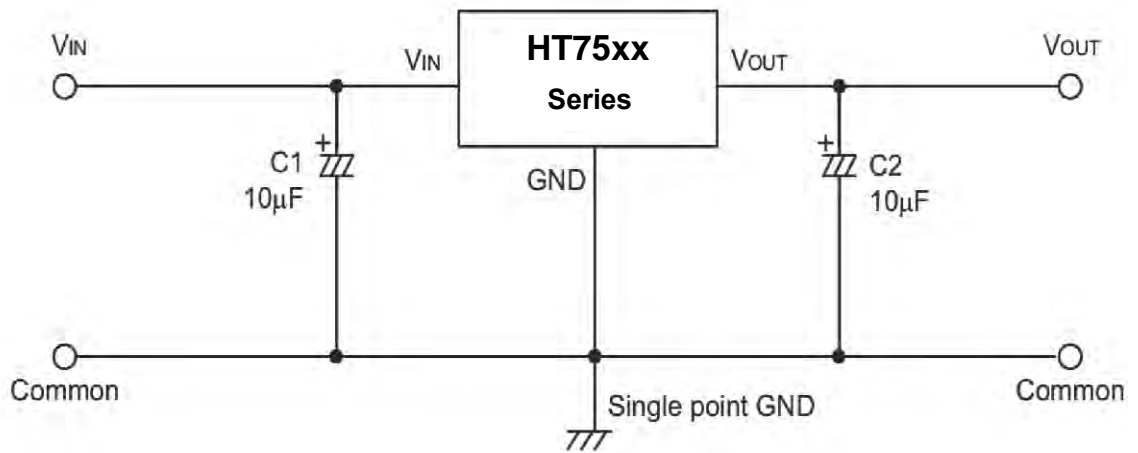 VIN
VIN
HT75xx
Series
VOUT
VOUT
+
C1
10µF
GND
+
C2
10µF
Common
Single point GND
Common